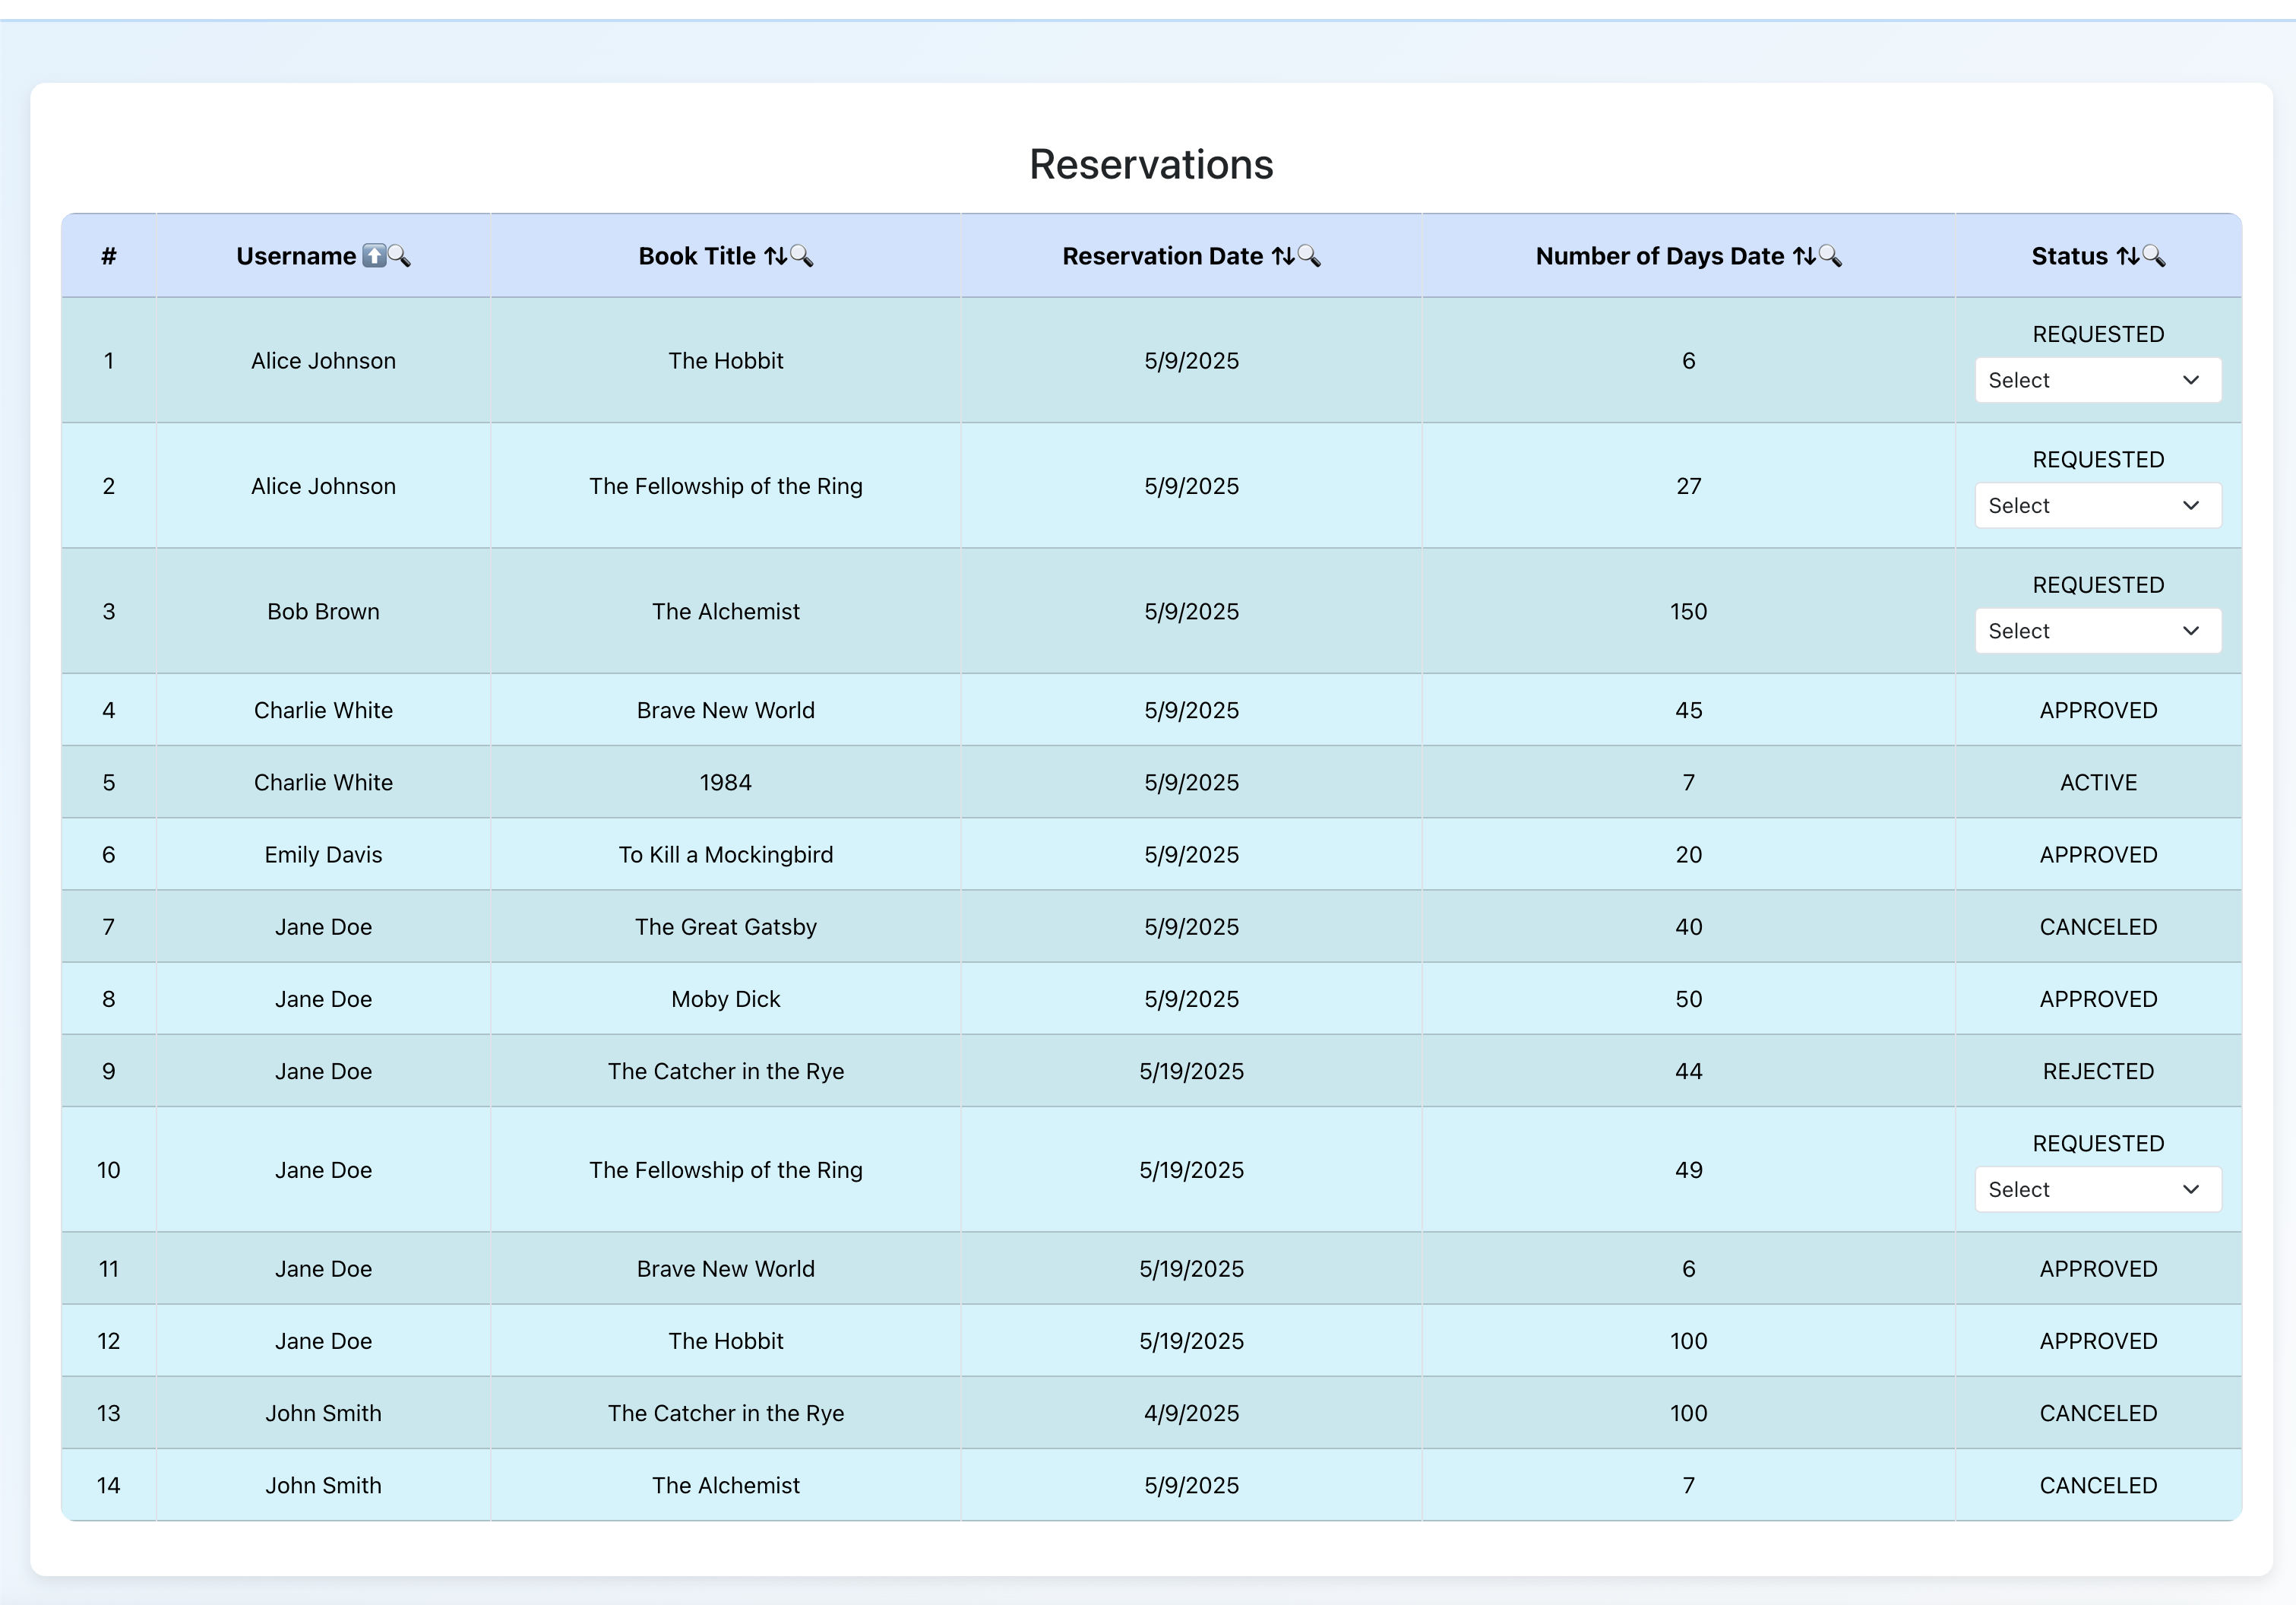 Reservations
# Username Book Title Reservation Date Number of Days Date Status
1 Alice Johnson The Hobbit 5/9/2025 6 REQUESTED
Select
2 Alice Johnson The Fellowship of the Ring 5/9/2025 27 REQUESTED
Select
3 Bob Brown The Alchemist 5/9/2025 150 REQUESTED
Select
4 Charlie White Brave New World 5/9/2025 45 APPROVED
5 Charlie White 1984 5/9/2025 7 ACTIVE
6 Emily Davis To Kill a Mockingbird 5/9/2025 20 APPROVED
7 Jane Doe The Great Gatsby 5/9/2025 40 CANCELED
8 Jane Doe Moby Dick 5/9/2025 50 APPROVED
9 Jane Doe The Catcher in the Rye 5/19/2025 44 REJECTED
10 Jane Doe The Fellowship of the Ring 5/19/2025 49 REQUESTED
Select
11 Jane Doe Brave New World 5/19/2025 6 APPROVED
12 Jane Doe The Hobbit 5/19/2025 100 APPROVED
13 John Smith The Catcher in the Rye 4/9/2025 100 CANCELED
14 John Smith The Alchemist 5/9/2025 7 CANCELED